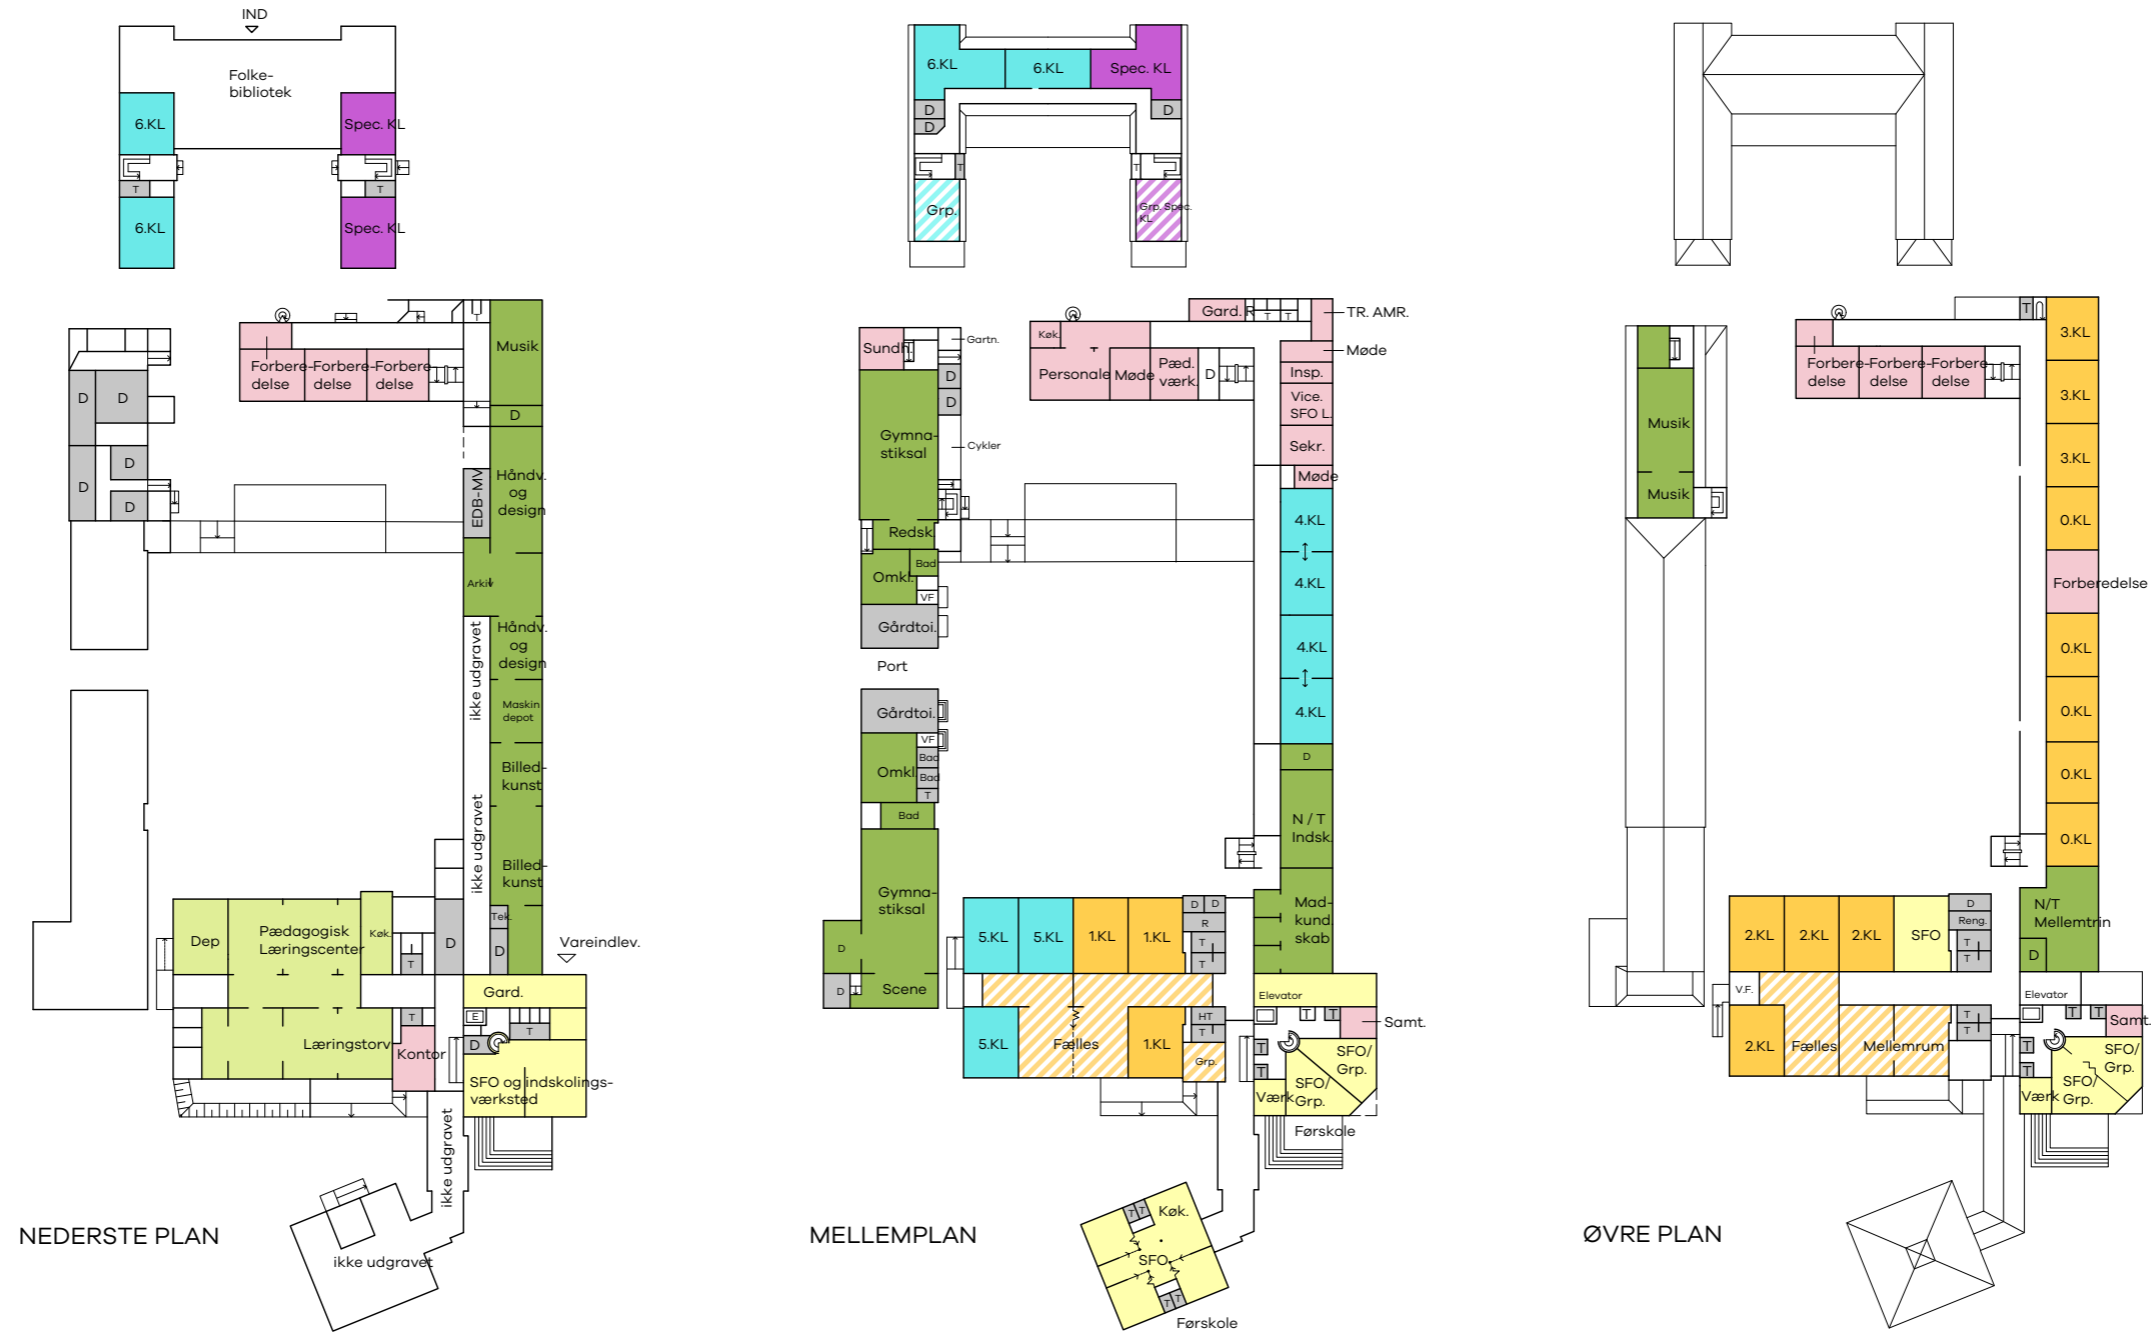 IND
Folke-
bibliotek
6.KL
Spec. KL
T
T
6.KL
Spec. KL
Forbere-
delse
Forbere-
delse
Forbere-
delse
Musik
D
D
D
D
D
D
EDB-MV
Håndv.
og
design
Arkiv
ikke udgravet
Håndv.
og
design
Maskin
depot
Billed-
kunst
ikke udgravet
Billed-
kunst
Tek.
D
D
Dep
Pædagogisk
Læringscenter
Køk.
T
Vareindlev.
Gard.
E
T
T
D
Læringstorv
Kontor
SFO og indskolings-
værksted
ikke udgravet
ikke udgravet
NEDERSTE PLAN
6.KL
6.KL
Spec. KL
D
D
D
T
T
Grp.
Grp. Spec.
KL
Gard. R
T
T
TR. AMR.
Sundh.
Gartn.
Køk.
Personale
Møde
Pæd.
værk.
D
Møde
Insp.
Vice.
SFO L.
Sekr.
Møde
D
D
Gymna-
stiksal
Cykler
Redsk.
Bad
Omkl.
VF
Gårdtoi.
Port
Gårdtoi.
VF
Omkl.
Bad
Bad
T
Bad
Gymna-
stiksal
D
D
Scene
4.KL
4.KL
4.KL
4.KL
D
N / T
Indsk.
Mad-
kund.
skab
5.KL
5.KL
1.KL
1.KL
D
D
R
T
T
Elevator
T
T
Samt.
5.KL
Fælles
1.KL
HT
T
Grp.
T
T
SFO/
Grp.
SFO/
Grp.
Værk
Førskole
T
T
Køk.
SFO
T
T
Førskole
MELLEMPLAN
T
3.KL
Forbere-
delse
Forbere-
delse
Forbere-
delse
3.KL
Musik
3.KL
Musik
0.KL
Forberedelse
0.KL
0.KL
0.KL
0.KL
N/T
Mellemtrin
D
2.KL
2.KL
2.KL
SFO
D
Reng.
T
T
V.F.
Elevator
T
T
Samt.
2.KL
Fælles
Mellemrum
T
T
T
T
SFO/
Grp.
SFO/
Grp.
Værk
ØVRE PLAN